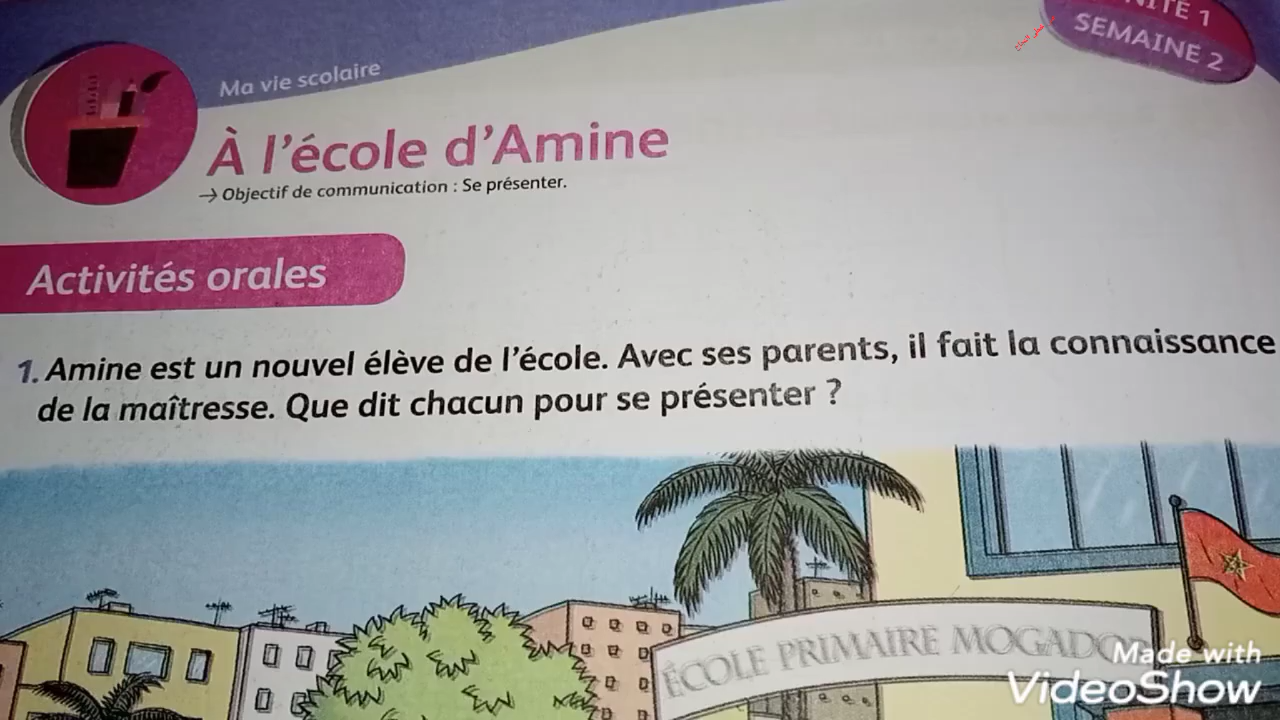 UNITÉ 1
SEMAINE 2
Ma vie scolaire
À l'école d'Amine
→ Objectif de communication : Se présenter.
Activités orales
1. Amine est un nouvel élève de l'école. Avec ses parents, il fait la connaissance
de la maîtresse. Que dit chacun pour se présenter ?
ÉCOLE PRIMAIRE MOGADOR
Made with
VideoShow